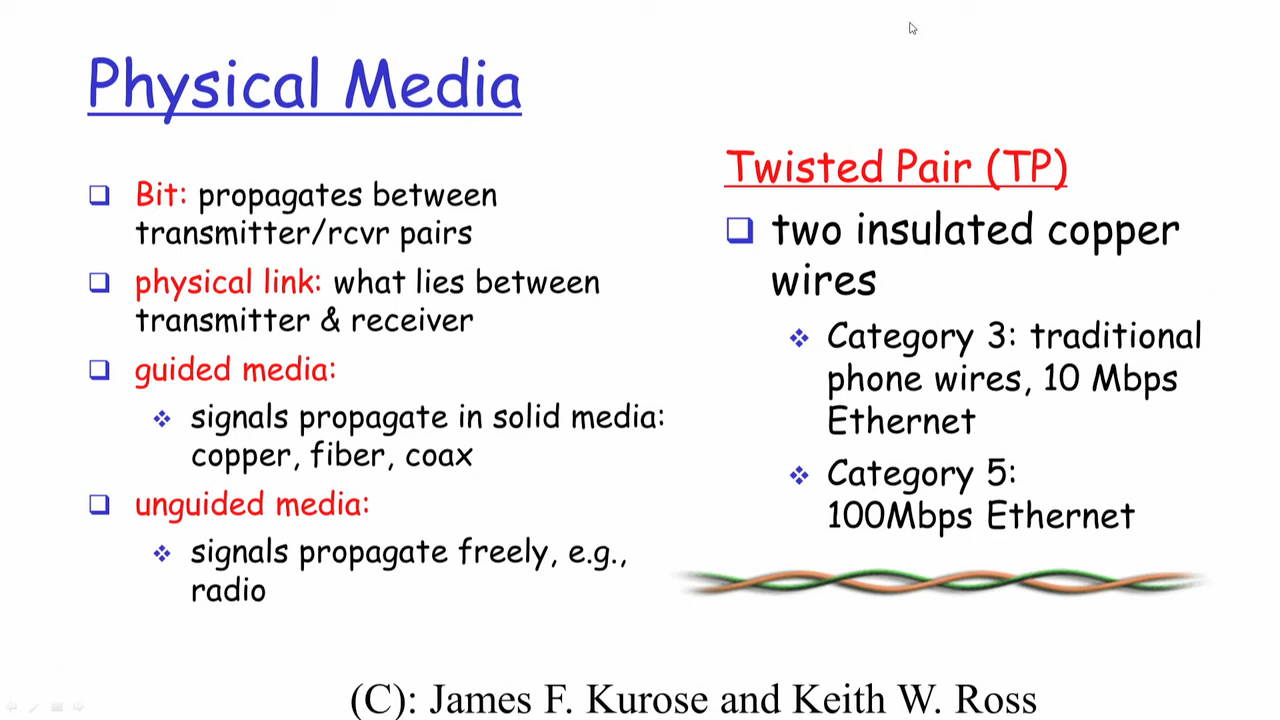 Physical Media
Bit: propagates between
transmitter/rcvr pairs
physical link: what lies between
transmitter & receiver
guided media:
signals propagate in solid media:
copper, fiber, coax
unguided media:
signals propagate freely, e.g.,
radio
Twisted Pair (TP)
two insulated copper
wires
Category 3: traditional
phone wires, 10 Mbps
Ethernet
Category 5:
100Mbps Ethernet
(C): James F. Kurose and Keith W. Ross